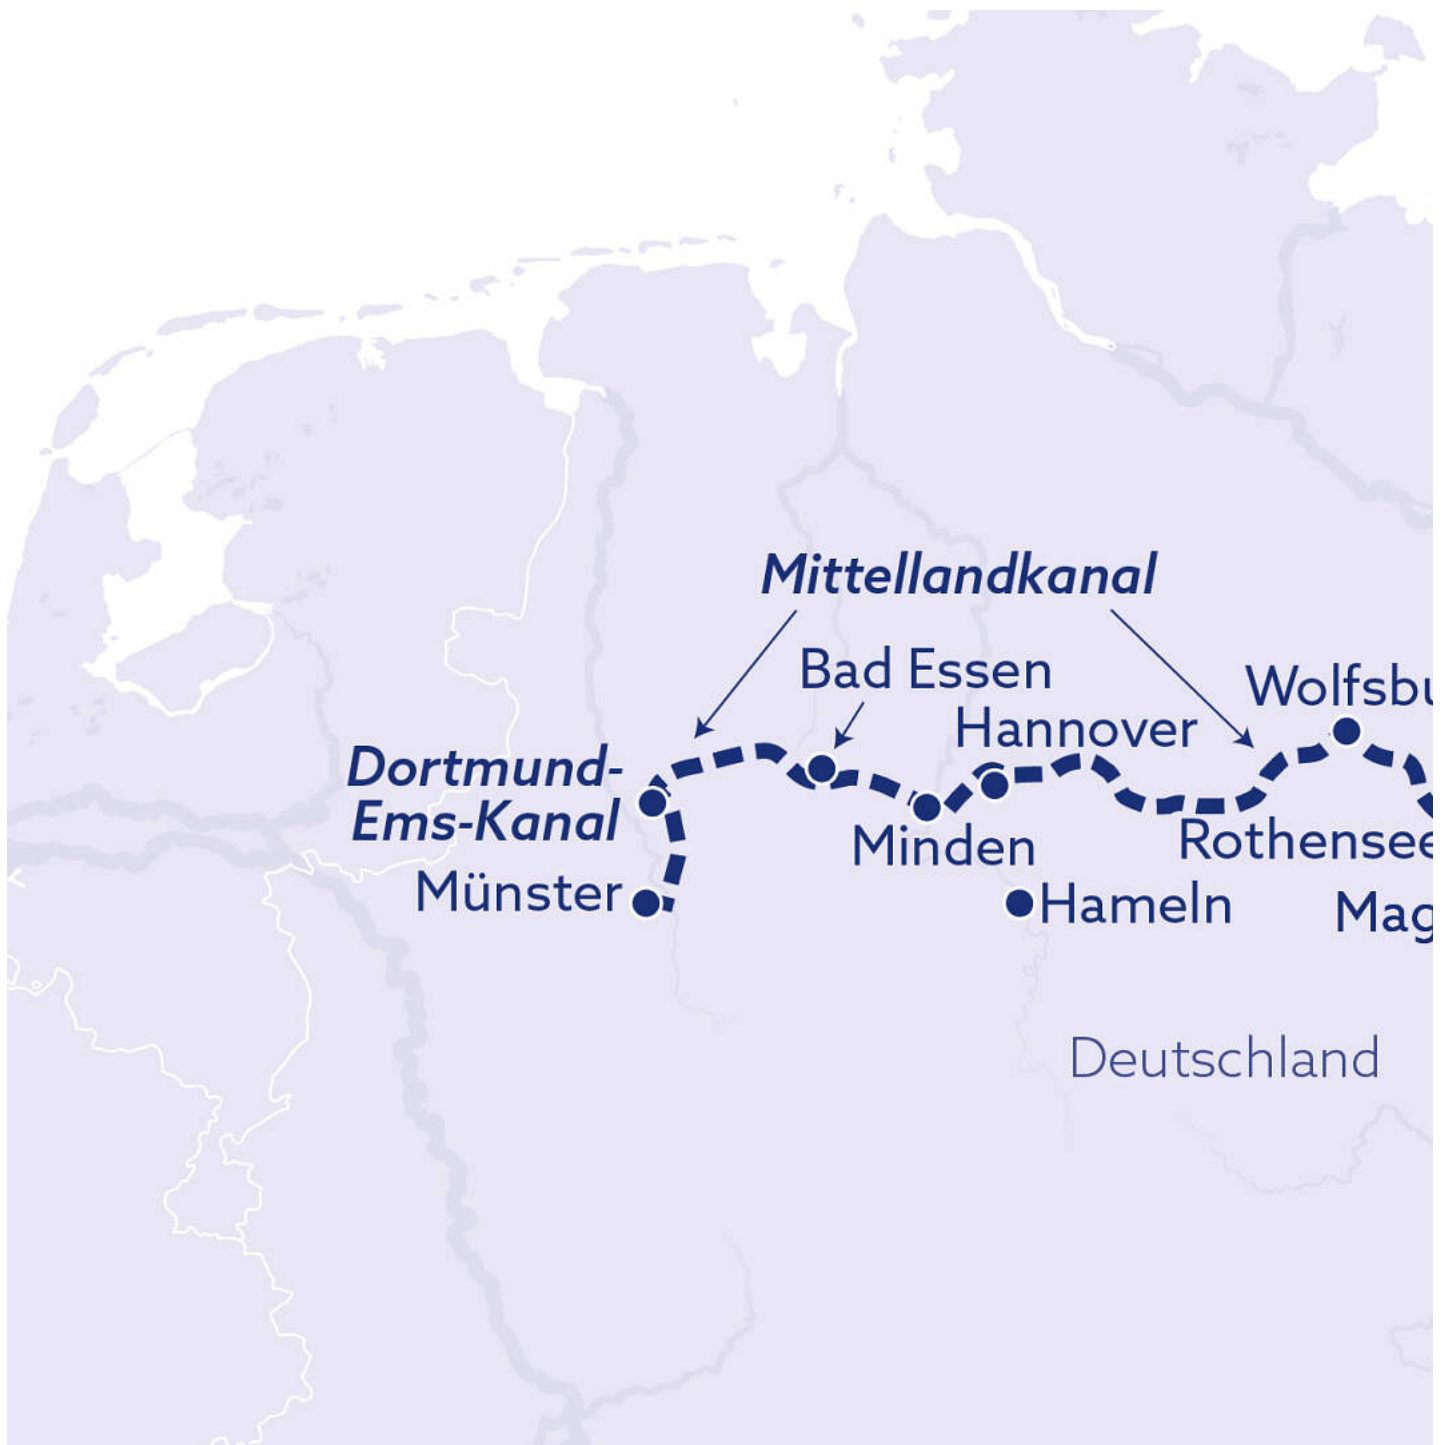 Mittellandkanal
Bad Essen
Wolfsbu
Hannover
Dortmund-
Ems-Kanal
Minden
Rothensee
Münster
Hameln
Mag
Deutschland